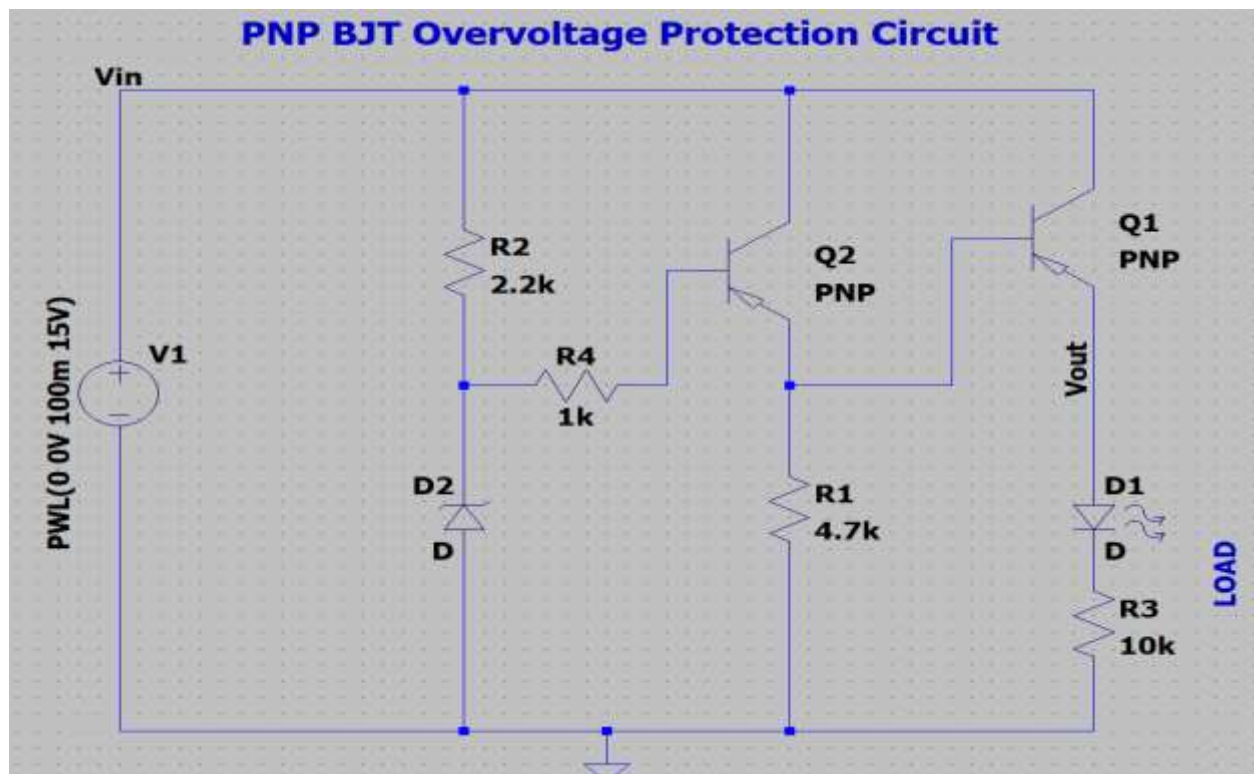 PNP BJT Overvoltage Protection Circuit
Vin
R2
2.2k
Q2
PNP
Q1
PNP
V1
PWL(0 0V 100m 15V)
R4
1k
Vout
D2
D
R1
4.7k
D1
D
LOAD
R3
10k